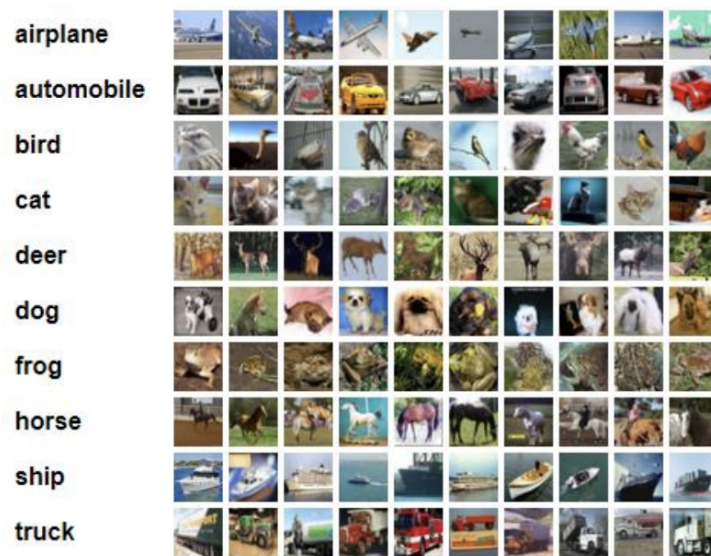 airplane
automobile
bird
cat
deer
dog
frog
horse
ship
truck